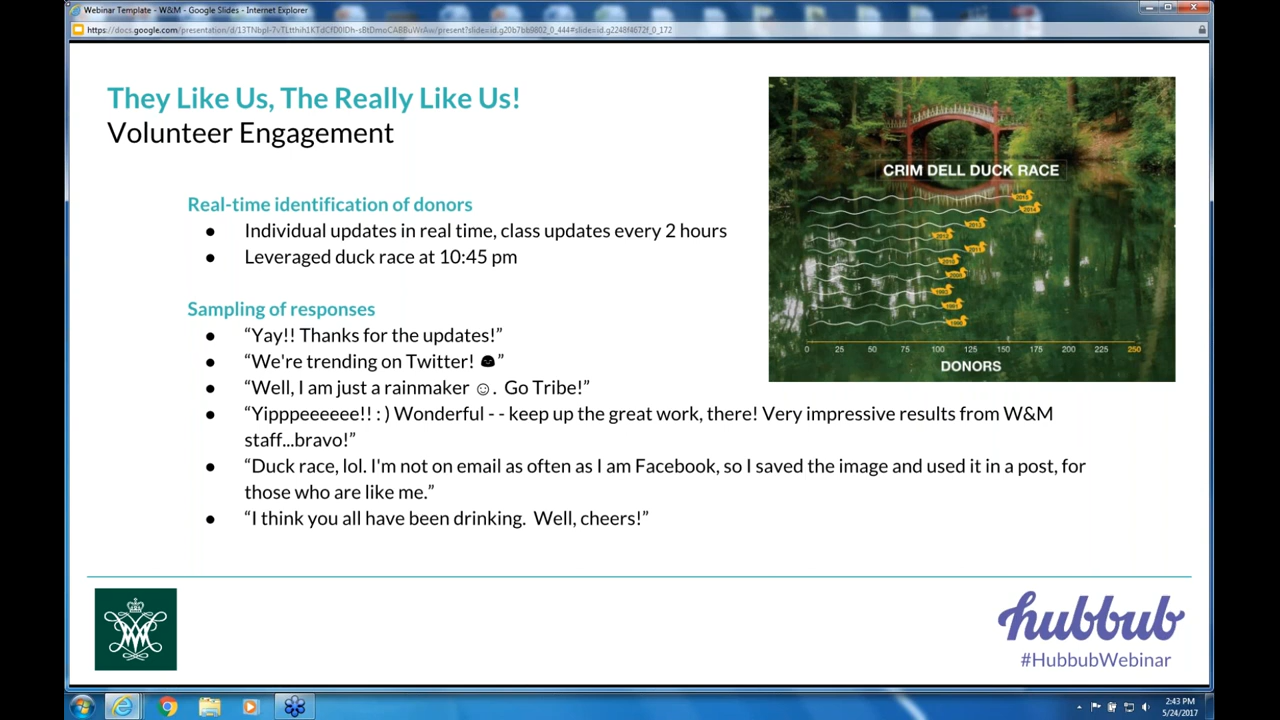 Webinar Template - W&M - Google Slides - Internet Explorer
They Like Us, The Really Like Us!
Volunteer Engagement
CRIM DELL DUCK RACE
Real-time identification of donors
● Individual updates in real time, class updates every 2 hours
● Leveraged duck race at 10:45 pm
Sampling of responses
● “Yay!! Thanks for the updates!”
● “We're trending on Twitter! ”
● “Well, I am just a rainmaker ☺. Go Tribe!”
● “Yipppeeeeee!! : ) Wonderful - - keep up the great work, there! Very impressive results from W&M
staff...bravo!”
● “Duck race, lol. I'm not on email as often as I am Facebook, so I saved the image and used it in a post, for
those who are like me.”
● “I think you all have been drinking. Well, cheers!”
0 25 50 75 100 125 150 175 200 225 250
DONORS
hubbub
#HubbubWebinar
2:43 PM
5/24/2017